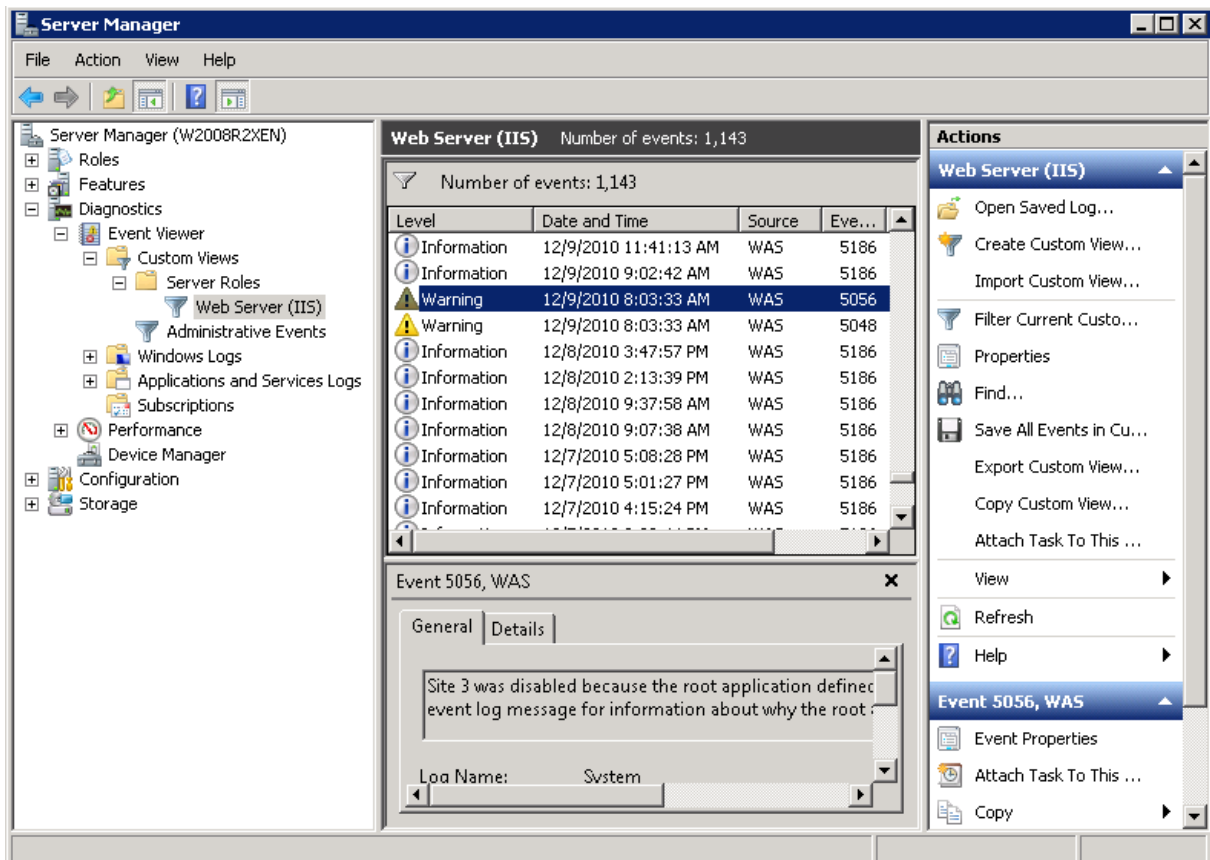 Server Manager
File Action View Help
Server Manager (W2008R2XEN)
Roles
Features
Diagnostics
Event Viewer
Custom Views
Server Roles
Web Server (IIS)
Administrative Events
Windows Logs
Applications and Services Logs
Subscriptions
Performance
Device Manager
Configuration
Storage
Web Server (IIS) Number of events: 1,143
Number of events: 1,143
Level Date and Time Source Eve...
Information 12/9/2010 11:41:13 AM WAS 5186
Information 12/9/2010 9:02:42 AM WAS 5186
Warning 12/9/2010 8:03:33 AM WAS 5056
Warning 12/9/2010 8:03:33 AM WAS 5048
Information 12/8/2010 3:47:57 PM WAS 5186
Information 12/8/2010 2:13:39 PM WAS 5186
Information 12/8/2010 9:37:58 AM WAS 5186
Information 12/8/2010 9:07:38 AM WAS 5186
Information 12/7/2010 5:08:28 PM WAS 5186
Information 12/7/2010 5:01:27 PM WAS 5186
Information 12/7/2010 4:15:24 PM WAS 5186
Event 5056, WAS
General Details
Site 3 was disabled because the root application defined
event log message for information about why the root
Log Name: System
Actions
Web Server (IIS)
Open Saved Log...
Create Custom View...
Import Custom View...
Filter Current Custo...
Properties
Find...
Save All Events in Cu...
Export Custom View...
Copy Custom View...
Attach Task To This ...
View
Refresh
Help
Event 5056, WAS
Event Properties
Attach Task To This ...
Copy